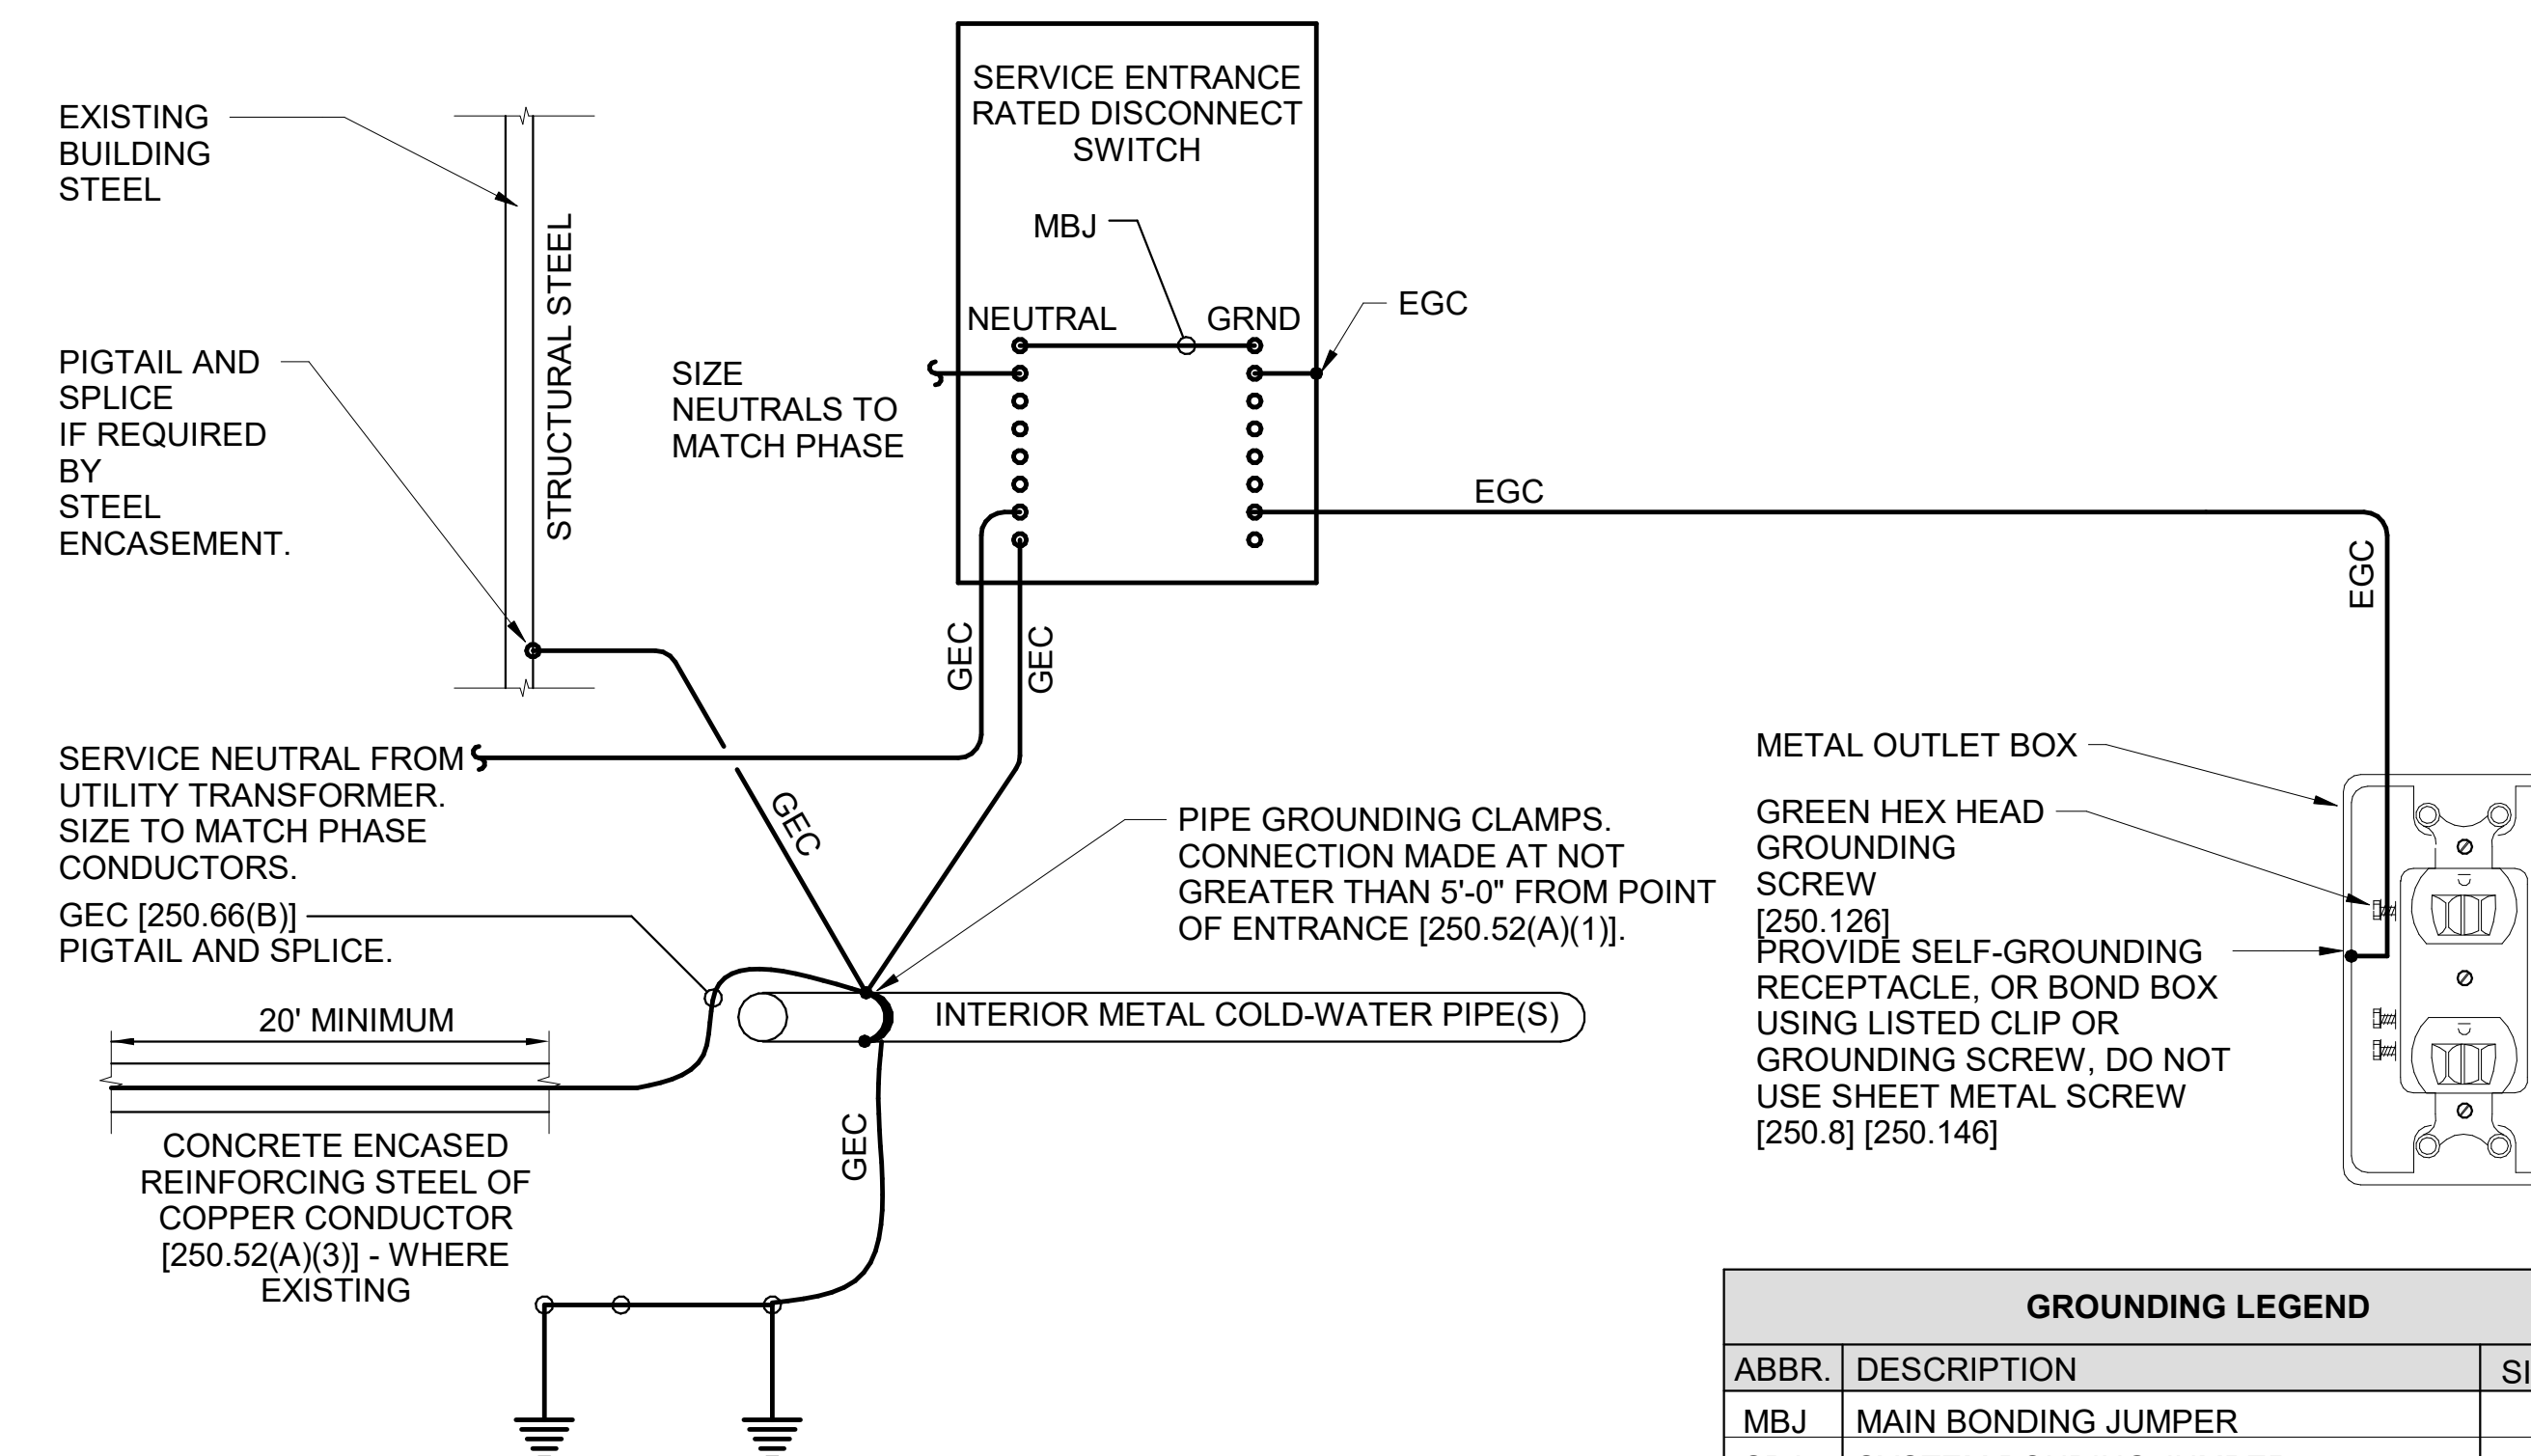 SERVICE ENTRANCE
RATED DISCONNECT
SWITCH
EXISTING
BUILDING
STEEL
STRUCTURAL STEEL
MBJ
NEUTRAL
GRND
EGC
PIGTAIL AND
SPLICE
IF REQUIRED
BY
STEEL
ENCASEMENT.
SIZE
NEUTRALS TO
MATCH PHASE
EGC
EGC
GEC
GEC
SERVICE NEUTRAL FROM
UTILITY TRANSFORMER.
SIZE TO MATCH PHASE
CONDUCTORS.
GEC
GEC [250.66(B)]
PIGTAIL AND SPLICE.
PIPE GROUNDING CLAMPS.
CONNECTION MADE AT NOT
GREATER THAN 5'-0" FROM POINT
OF ENTRANCE [250.52(A)(1)].
METAL OUTLET BOX
GREEN HEX HEAD
GROUNDING
SCREW
[250.126]
PROVIDE SELF-GROUNDING
RECEPTACLE, OR BOND BOX
USING LISTED CLIP OR
GROUNDING SCREW, DO NOT
USE SHEET METAL SCREW
[250.8] [250.146]
INTERIOR METAL COLD-WATER PIPE(S)
20' MINIMUM
CONCRETE ENCASED
REINFORCING STEEL OF
COPPER CONDUCTOR
[250.52(A)(3)] - WHERE
EXISTING
GEC
GROUNDING LEGEND
ABBR. DESCRIPTION
MBJ MAIN BONDING JUMPER